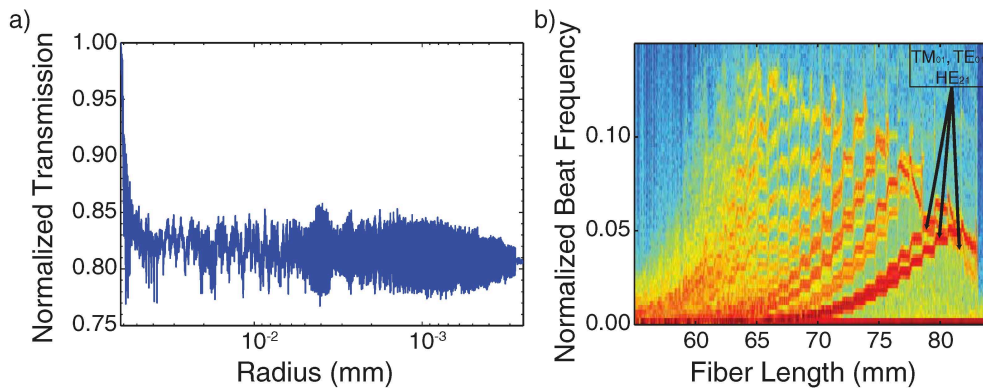 a)
1.00
0.95
0.90
0.85
0.80
0.75
Normalized Transmission
10-2
10-3
Radius (mm)
b)
TM01, TE01
HE21
0.10
0.05
0.00
Normalized Beat Frequency
60
65
70
75
80
Fiber Length (mm)